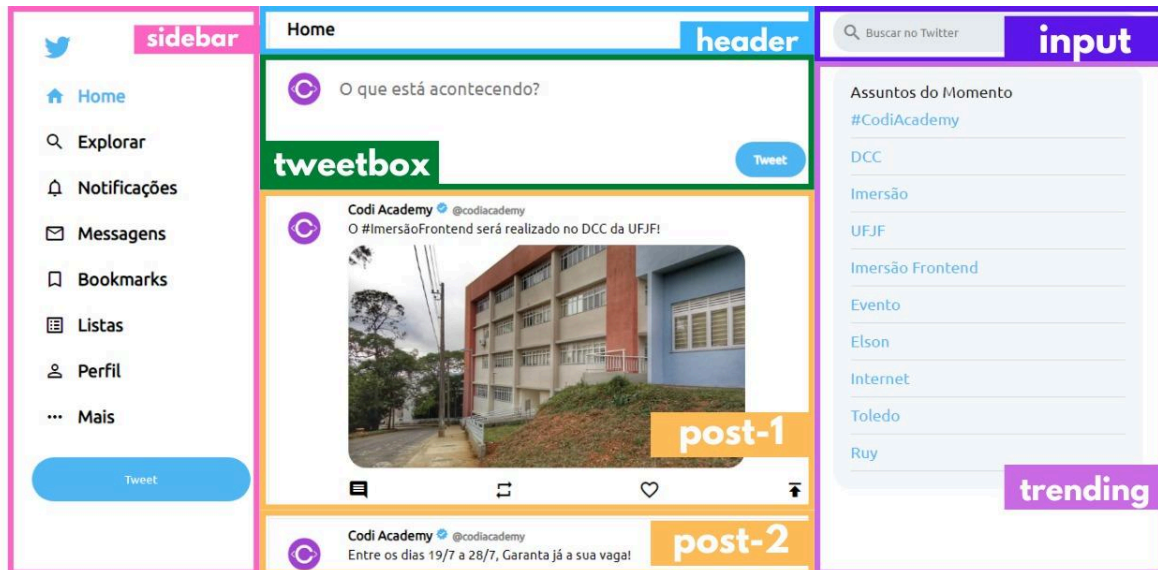 sidebar
Home
Explorar
Notificações
Messagens
Bookmarks
Listas
Perfil
Mais
Tweet
Home
header
O que está acontecendo?
tweetbox
Tweet
Codi Academy @codiacademy
O #ImersãoFrontend será realizado no DCC da UFJF!
post-1
Codi Academy @codiacademy
Entre os dias 19/7 a 28/7, Garanta já a sua vaga!
post-2
Buscar no Twitter
input
Assuntos do Momento
#CodiAcademy
DCC
Imersão
UFJF
Imersão Frontend
Evento
Elson
Internet
Toledo
Ruy
trending